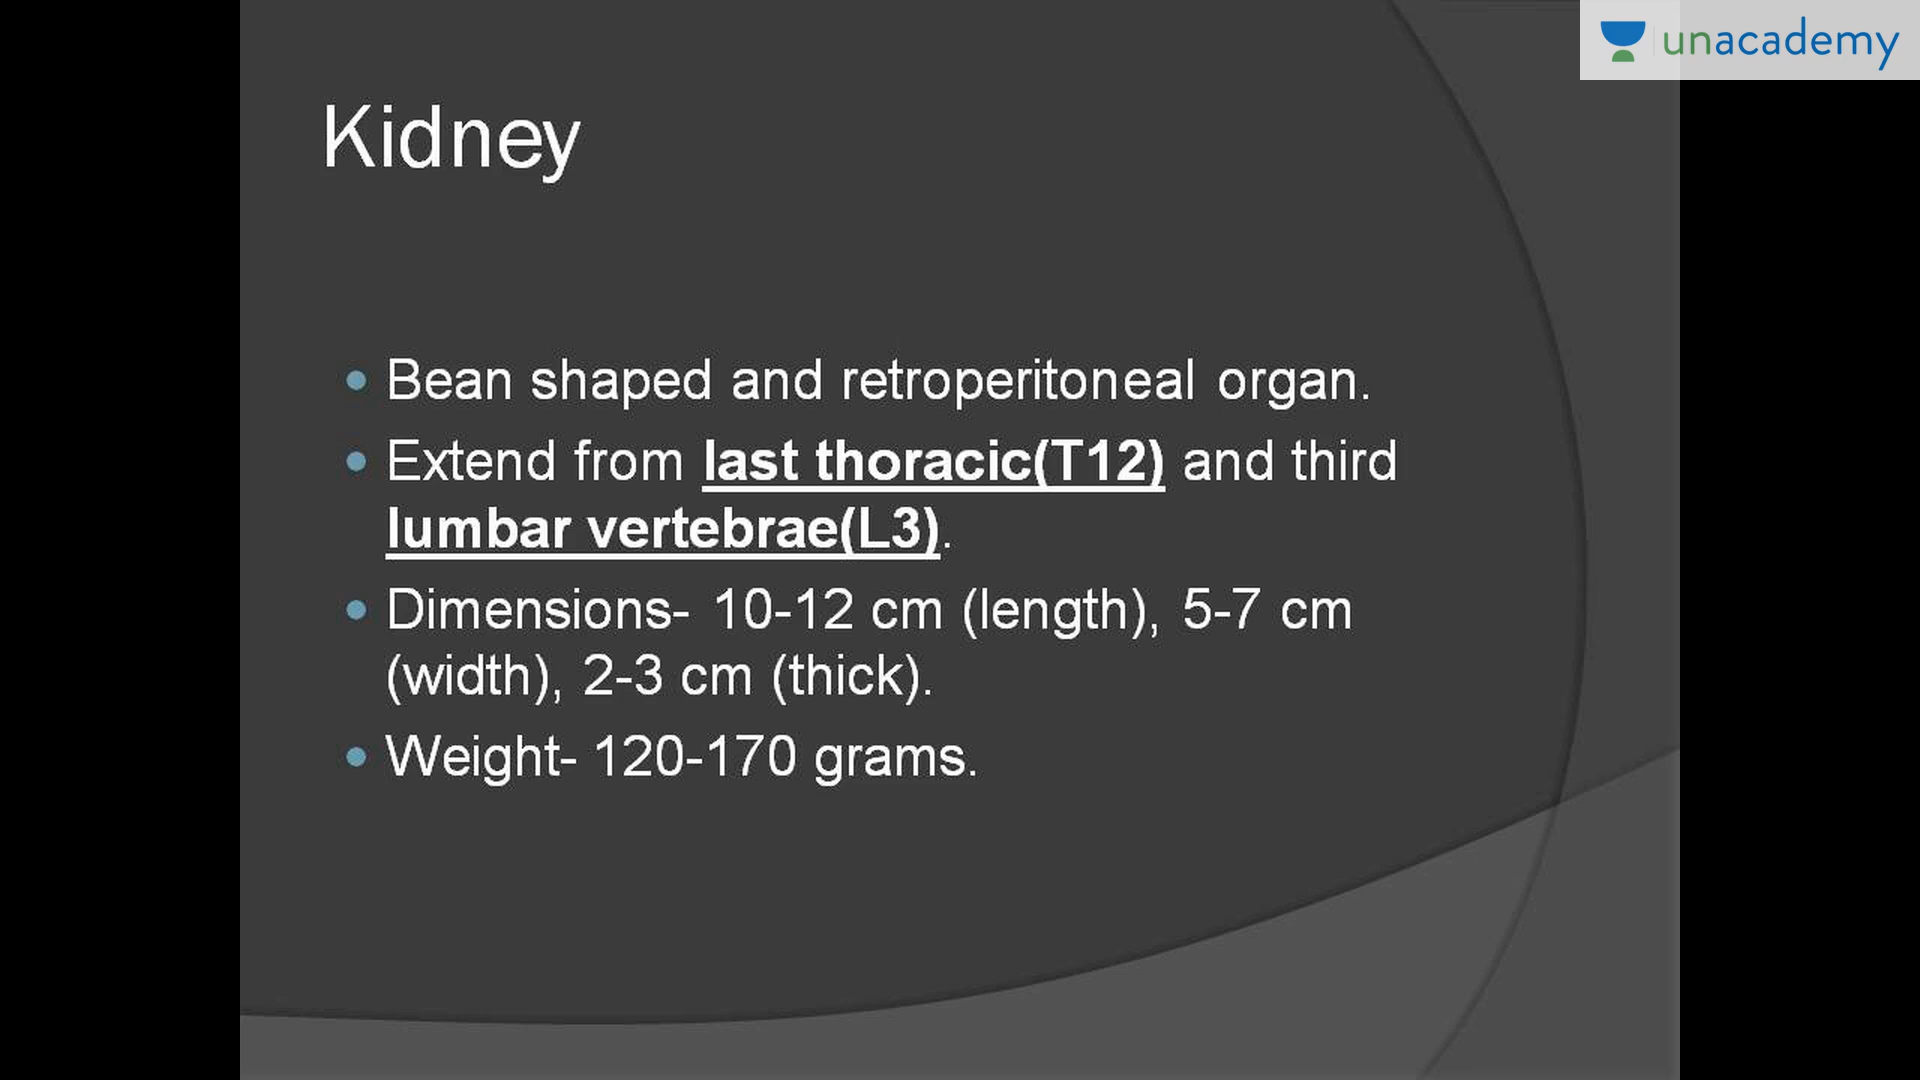 unacademy
Kidney
Bean shaped and retroperitoneal organ.
Extend from last thoracic(T12) and third
lumbar vertebrae(L3).
Dimensions- 10-12 cm (length), 5-7 cm
(width), 2-3 cm (thick).
Weight- 120-170 grams.